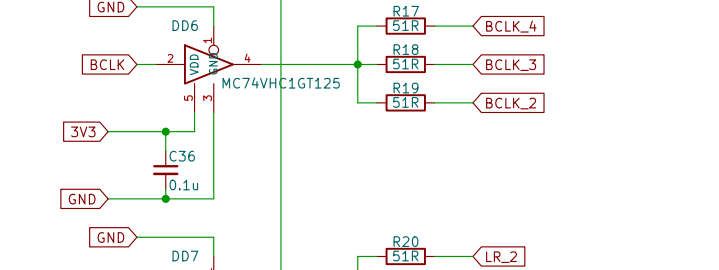 GND
DD6
1
BCLK
2
VDD
GND
4
MC74VHC1GT125
5
3
3V3
C36
0.1u
GND
GND
DD7
R17
51R
BCLK_4
R18
51R
BCLK_3
R19
51R
BCLK_2
R20
51R
LR_2